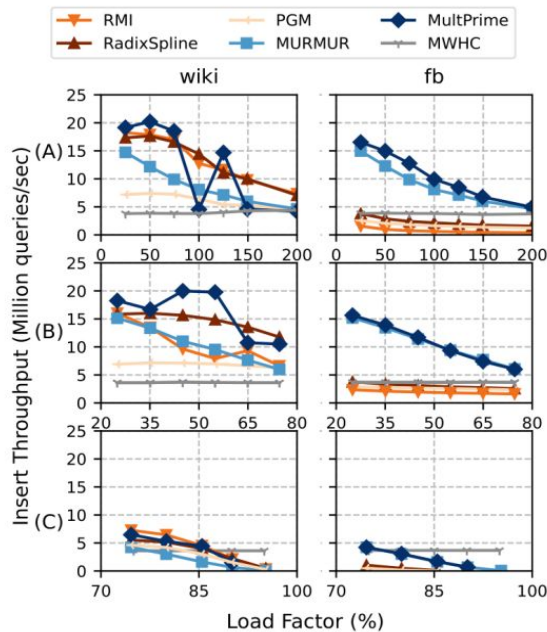 RMI PGM MultPrime
RadixSpline MURMUR MWHC
wiki fb
Insert Throughput (Million queries/sec)
(A)
25
20
15
10
5
0
0 50 100 150 200 0 50 100 150 200
(B)
25
20
15
10
5
0
20 35 50 65 80 20 35 50 65 80
(C)
25
20
15
10
5
0
70 85 100 70 85 100
Load Factor (%)